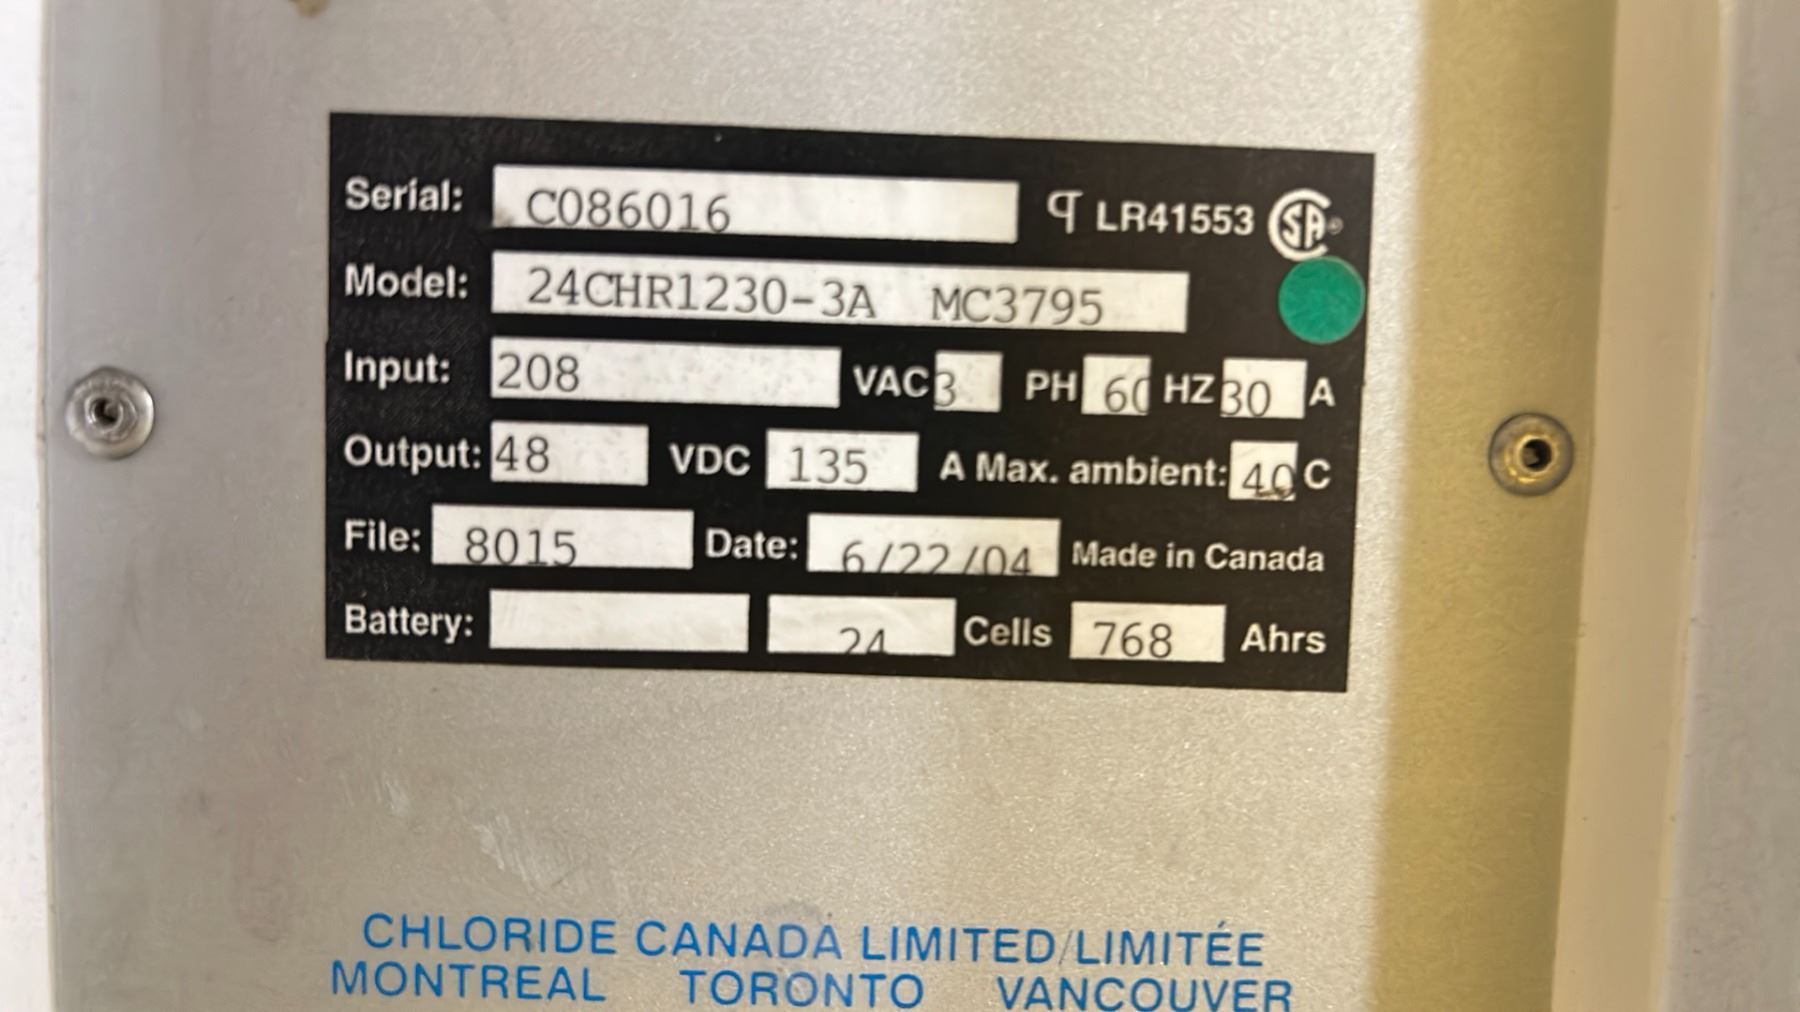 Serial: C086016 LR41553 SA®
Model: 24CHR1230-3A MC3795
Input: 208 VAC 3 PH 60 HZ 30 A
Output: 48 VDC 135 A Max. ambient: 40 C
File: 8015 Date: 6/22/04 Made in Canada
Battery: 24 Cells 768 Ahrs
CHLORIDE CANADA LIMITED/LIMITÉE
MONTREAL TORONTO VANCOUVER